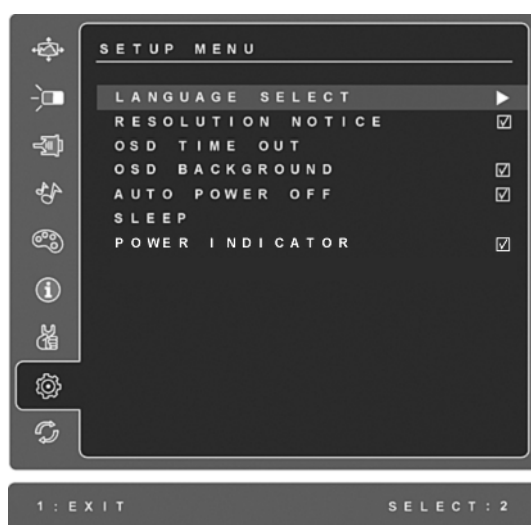 SETUP MENU
LANGUAGE SELECT
RESOLUTION NOTICE
OSD TIME OUT
OSD BACKGROUND
AUTO POWER OFF
SLEEP
POWER INDICATOR
1:EXIT SELECT:2